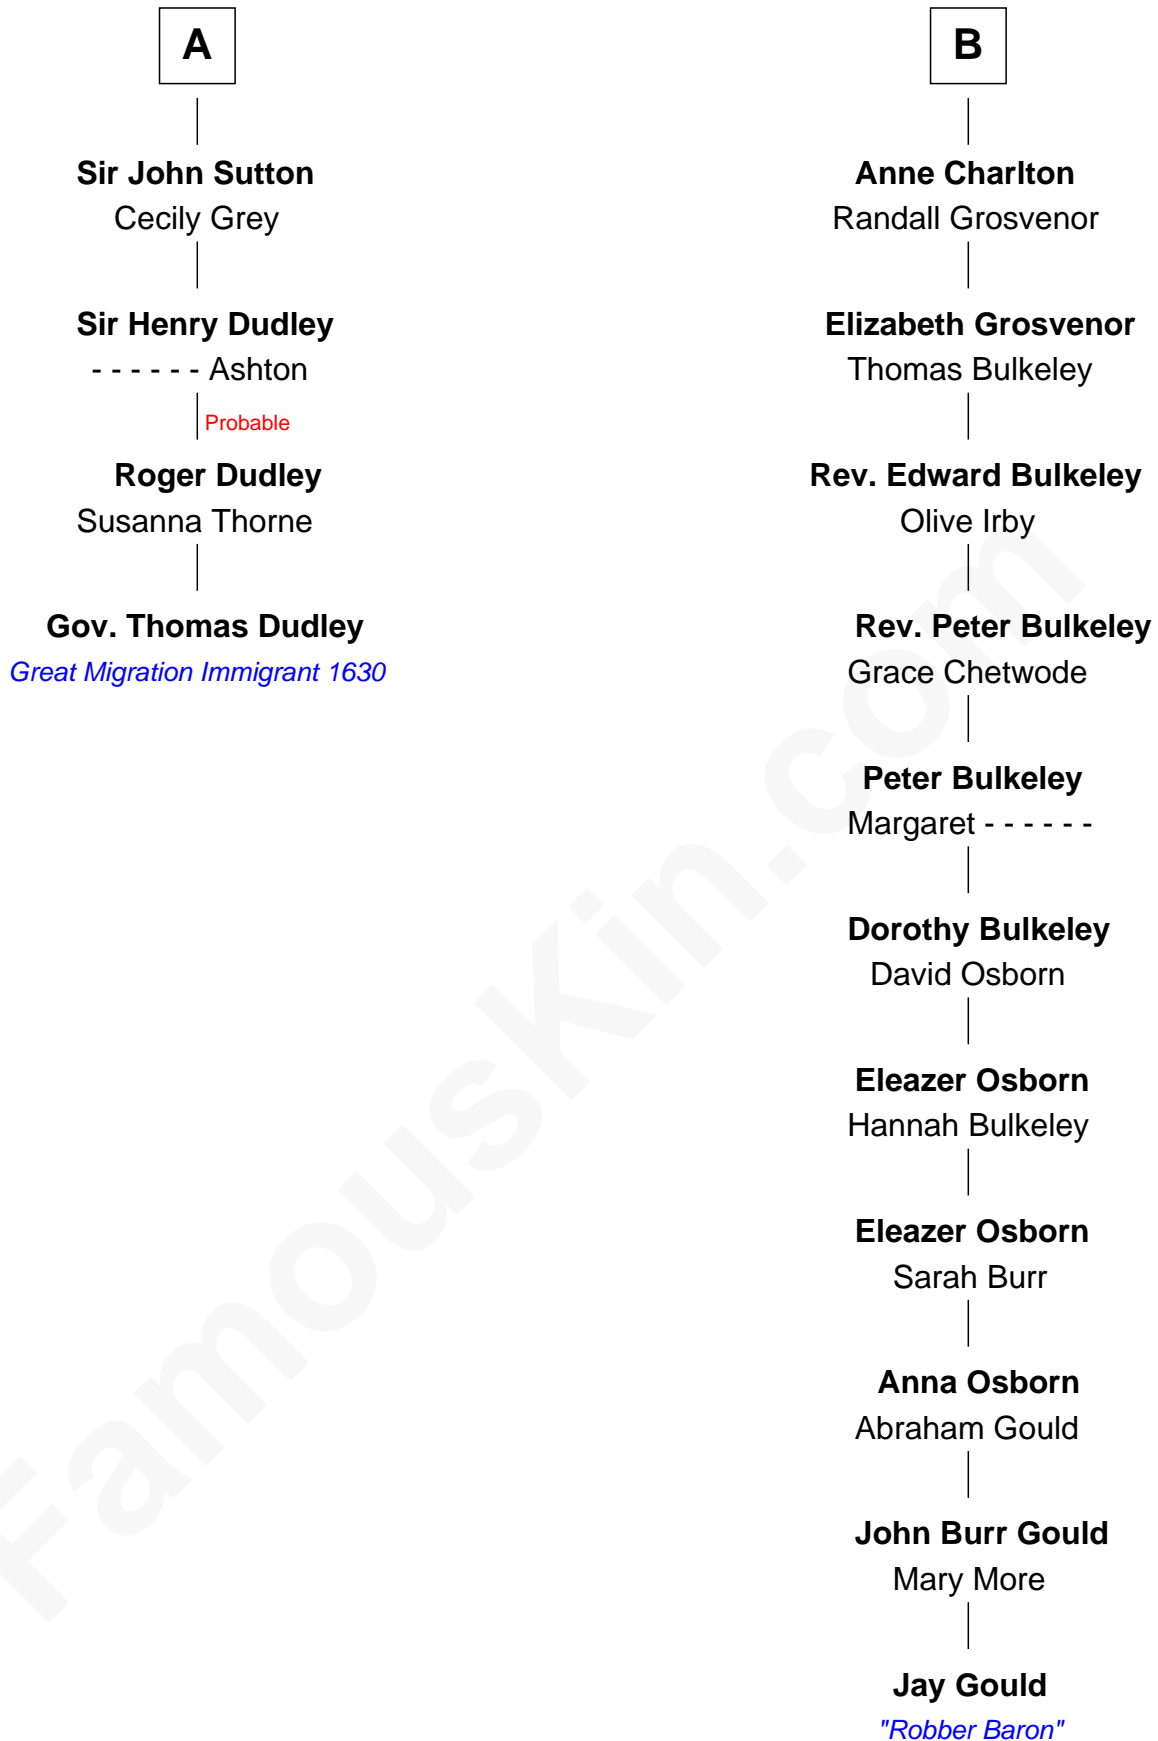 A
Sir John Sutton
Cecily Grey
Sir Henry Dudley
- - - - - - Ashton
Probable
Roger Dudley
Susanna Thorne
Gov. Thomas Dudley
Great Migration Immigrant 1630
B
Anne Charlton
Randall Grosvenor
Elizabeth Grosvenor
Thomas Bulkeley
Rev. Edward Bulkeley
Olive Irby
Rev. Peter Bulkeley
Grace Chetwode
Peter Bulkeley
Margaret - - - - - -
Dorothy Bulkeley
David Osborn
Eleazer Osborn
Hannah Bulkeley
Eleazer Osborn
Sarah Burr
Anna Osborn
Abraham Gould
John Burr Gould
Mary More
Jay Gould
"Robber Baron"
FamousKin.com